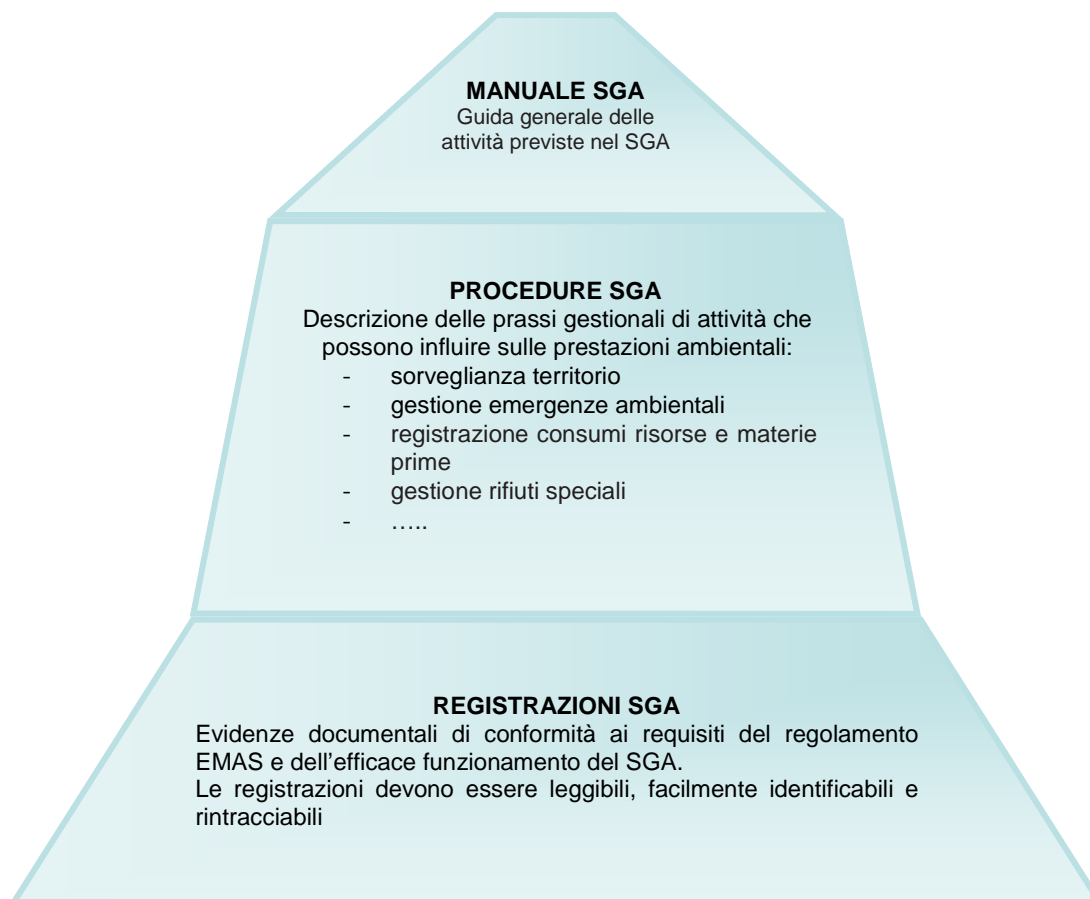 MANUALE SGA
Guida generale delle
attività previste nel SGA
PROCEDURE SGA
Descrizione delle prassi gestionali di attività che
possono influire sulle prestazioni ambientali:
- sorveglianza territorio
- gestione emergenze ambientali
- registrazione consumi risorse e materie
prime
- gestione rifiuti speciali
- …..
REGISTRAZIONI SGA
Evidenze documentali di conformità ai requisiti del regolamento
EMAS e dell’efficace funzionamento del SGA.
Le registrazioni devono essere leggibili, facilmente identificabili e
rintracciabili